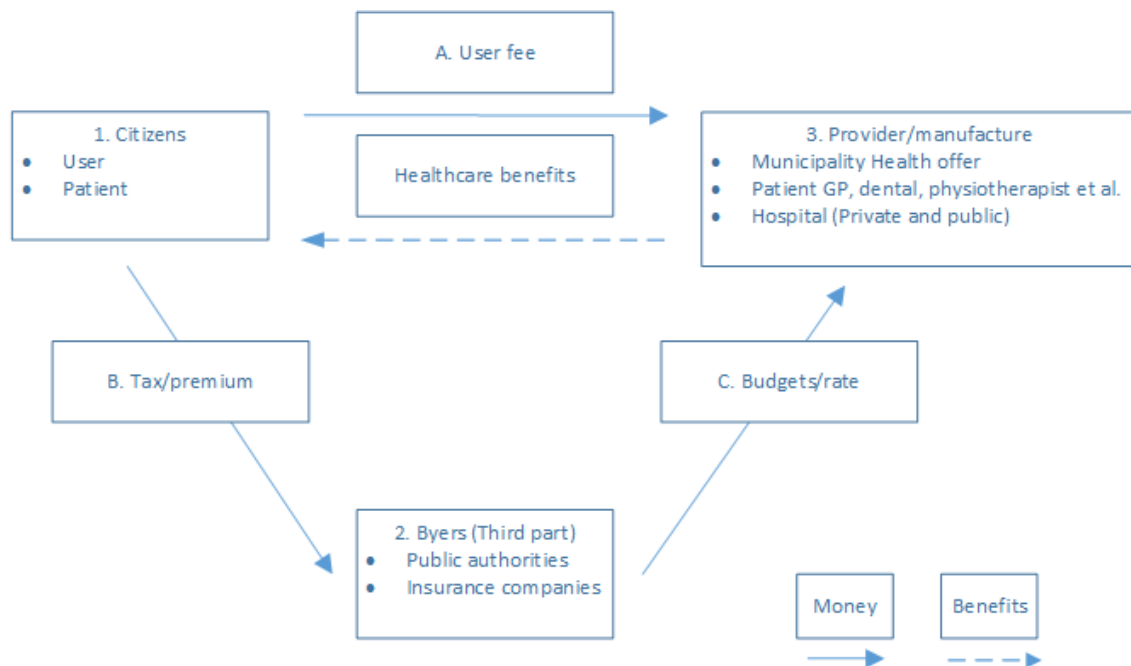 A. User fee
1. Citizens
● User
● Patient
Healthcare benefits
3. Provider/manufacture
● Municipality Health offer
● Patient GP, dental, physiotherapist et al.
● Hospital (Private and public)
B. Tax/premium
C. Budgets/rate
2. Byers (Third part)
● Public authorities
● Insurance companies
Money
Benefits